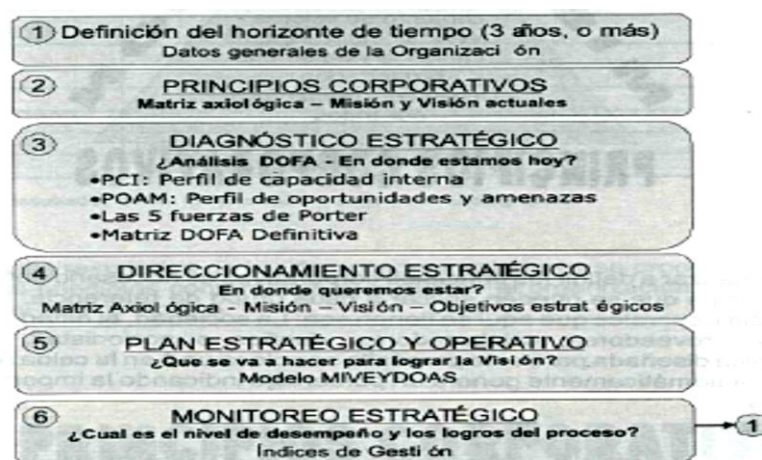 1 Definición del horizonte de tiempo (3 años, o más)
Datos generales de la Organizaci ón
2 PRINCIPIOS CORPORATIVOS
Matriz axiológica – Misión y Visión actuales
3 DIAGNÓSTICO ESTRATÉGICO
¿Análisis DOFA - En donde estamos hoy?
•PCI: Perfil de capacidad interna
•POAM: Perfil de oportunidades y amenazas
•Las 5 fuerzas de Porter
•Matriz DOFA Definitiva
4 DIRECCIONAMIENTO ESTRATÉGICO
En donde queremos estar?
Matriz Axiol ógica - Misión – Visión – Objetivos estrat égicos
5 PLAN ESTRATÉGICO Y OPERATIVO
¿Que se va a hacer para lograr la Visi ón?
Modelo MIVEYDOAS
6 MONITOREO ESTRATÉGICO
¿Cual es el nivel de desempeño y los logros del proceso?
Índices de Gesti ón
1